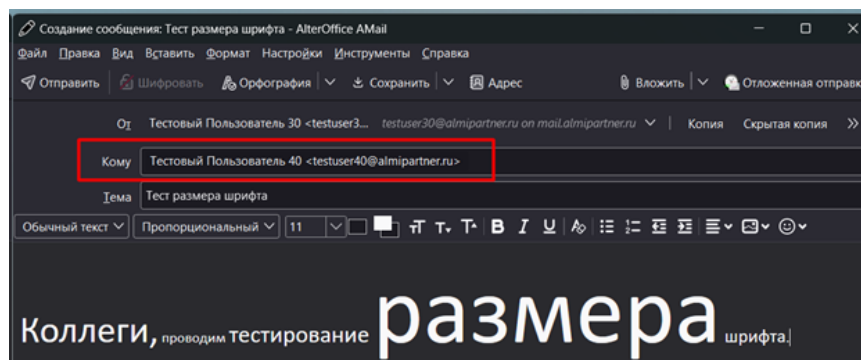 Создание сообщения: Тест размера шрифта - AlterOffice AMail
Файл Правка Вид Вставить Формат Настройки Инструменты Справка
Отправить Шифровать Орфография Сохранить Адрес Вложить Отложенная отправк
От Тестовый Пользователь 30 <testuser3... testuser30@almipartner.ru on mail.almipartner.ru Копия Скрытая копия
Кому Тестовый Пользователь 40 <testuser40@almipartner.ru>
Тема Тест размера шрифта
Обычный текст Пропорциональный 11
Коллеги, проводим тестирование размера шрифта.